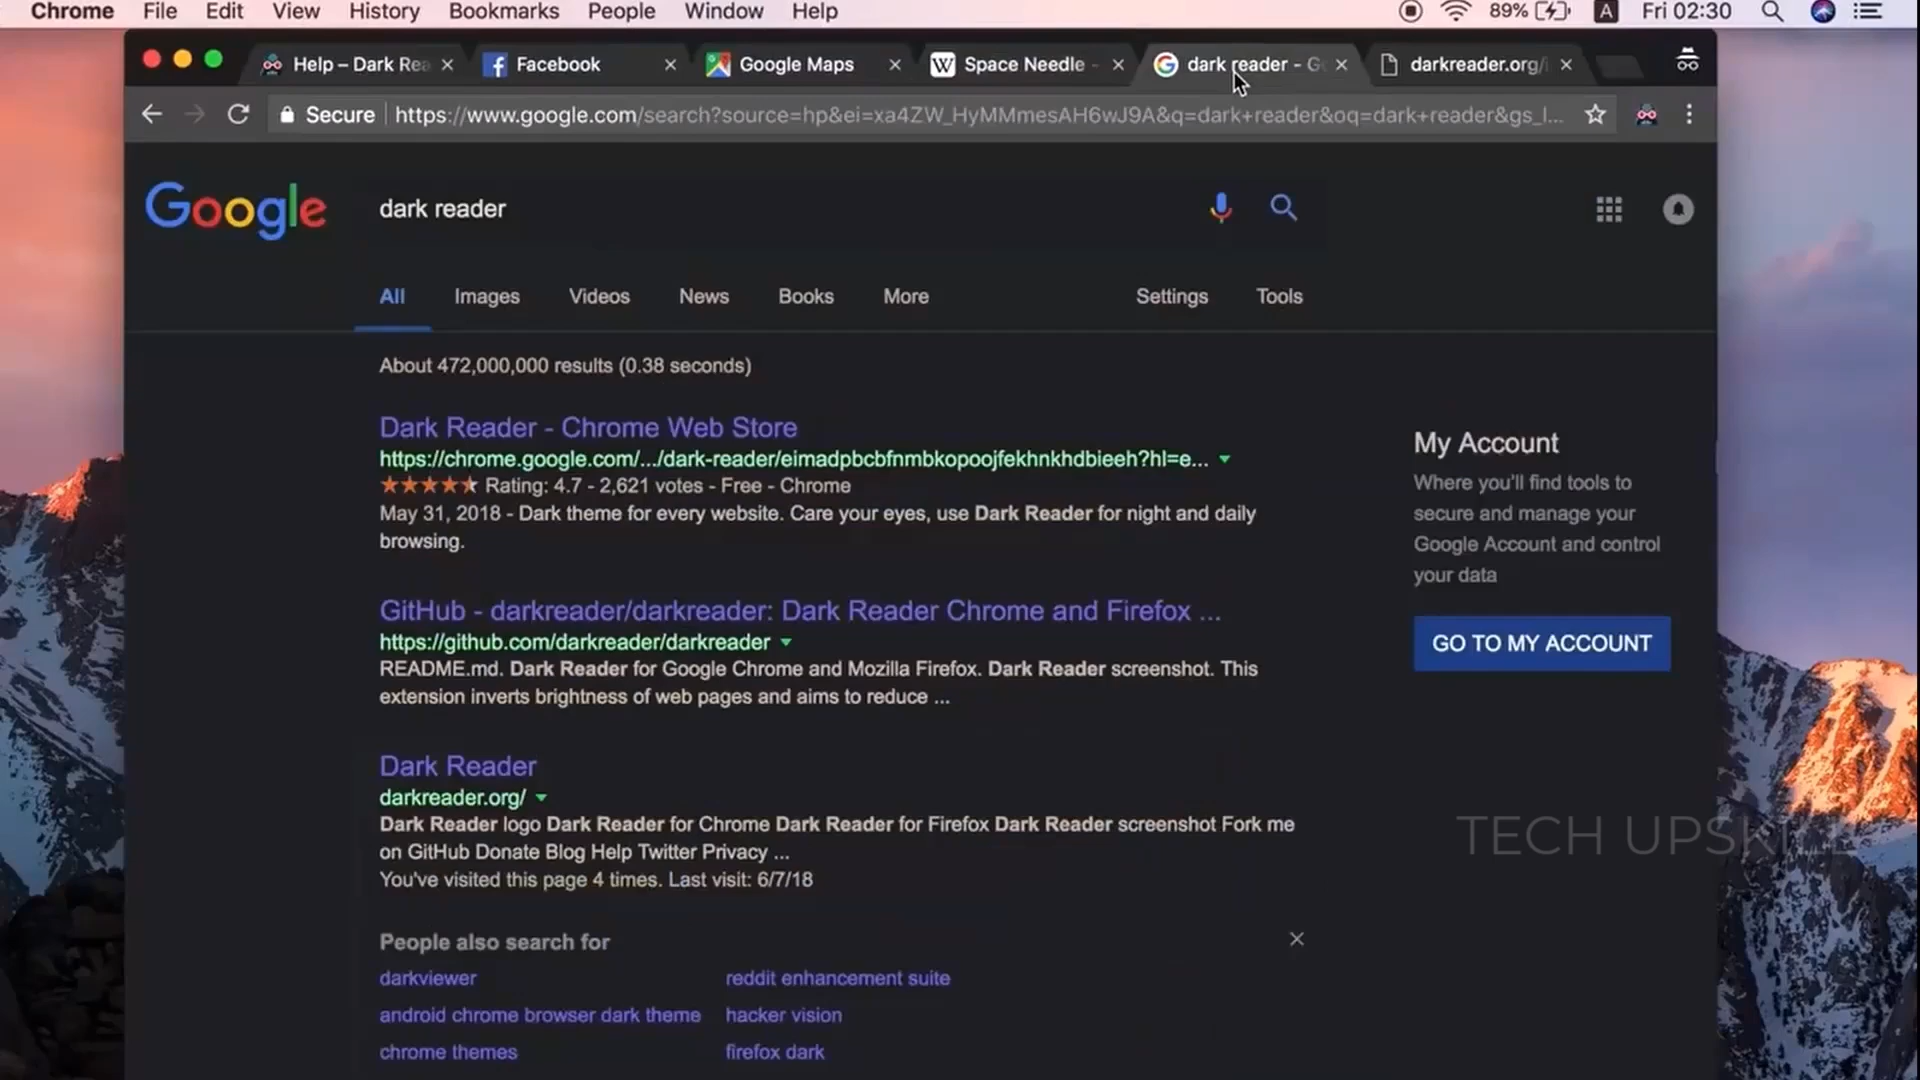 Chrome File Edit View History Bookmarks People Window Help 89% A Fri 02:30
Help – Dark Rea Facebook Google Maps W Space Needle - dark reader - G darkreader.org/
Secure https://www.google.com/search?source=hp&ei=xa4ZW_HyMMmesAH6wJ9A&q=dark+reader&oq=dark+reader&gs_l...
Google dark reader
All Images Videos News Books More Settings Tools
About 472,000,000 results (0.38 seconds)
Dark Reader - Chrome Web Store
https://chrome.google.com/.../dark-reader/eimadpbcbfnmbkopoojfekhnkhdbieeh?hl=e...
Rating: 4.7 - 2,621 votes - Free - Chrome
May 31, 2018 - Dark theme for every website. Care your eyes, use Dark Reader for night and daily
browsing.
GitHub - darkreader/darkreader: Dark Reader Chrome and Firefox ...
https://github.com/darkreader/darkreader
README.md. Dark Reader for Google Chrome and Mozilla Firefox. Dark Reader screenshot. This
extension inverts brightness of web pages and aims to reduce ...
Dark Reader
darkreader.org/
Dark Reader logo Dark Reader for Chrome Dark Reader for Firefox Dark Reader screenshot Fork me
on GitHub Donate Blog Help Twitter Privacy ...
You've visited this page 4 times. Last visit: 6/7/18
People also search for
darkviewer reddit enhancement suite
android chrome browser dark theme hacker vision
chrome themes firefox dark
My Account
Where you'll find tools to
secure and manage your
Google Account and control
your data
GO TO MY ACCOUNT
TECH UPSKILL